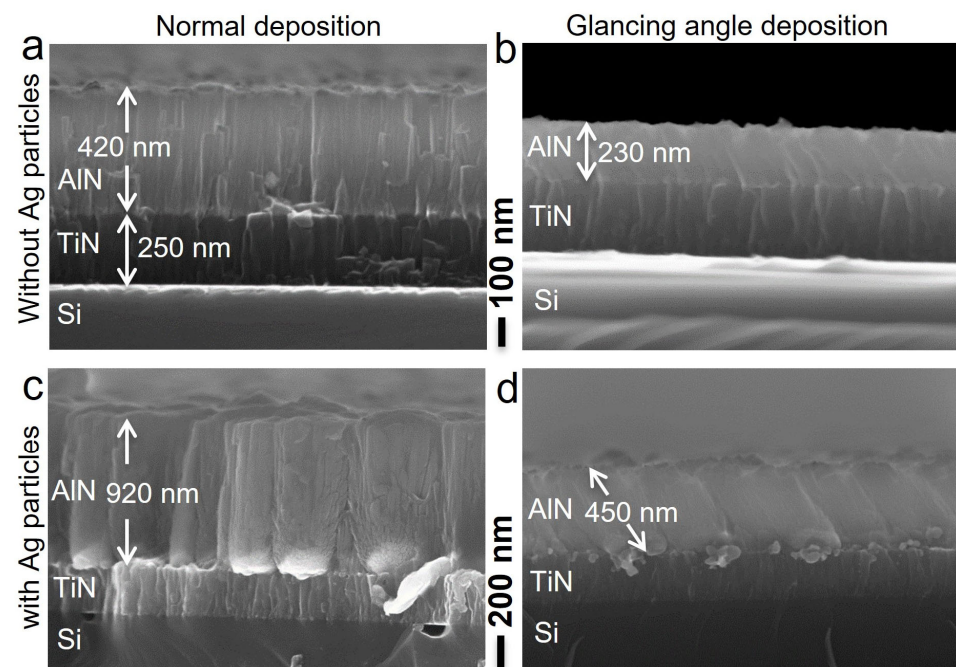 Normal deposition
Glancing angle deposition
Without Ag particles
a
420 nm
AlN
TiN
250 nm
Si
100 nm
b
AlN
230 nm
TiN
Si
with Ag particles
c
AlN
920 nm
TiN
Si
200 nm
d
AlN
450 nm
TiN
Si